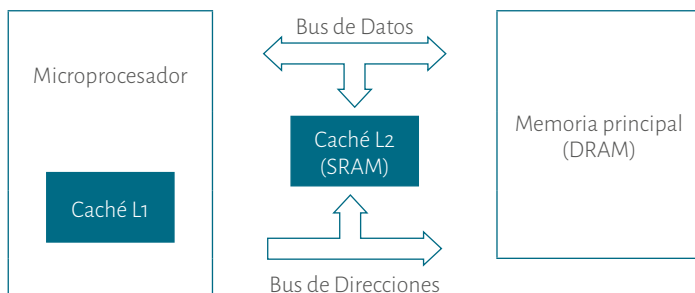 Bus de Datos
Microprocesador
Caché L2
(SRAM)
Memoria principal
(DRAM)
Caché L1
Bus de Direcciones